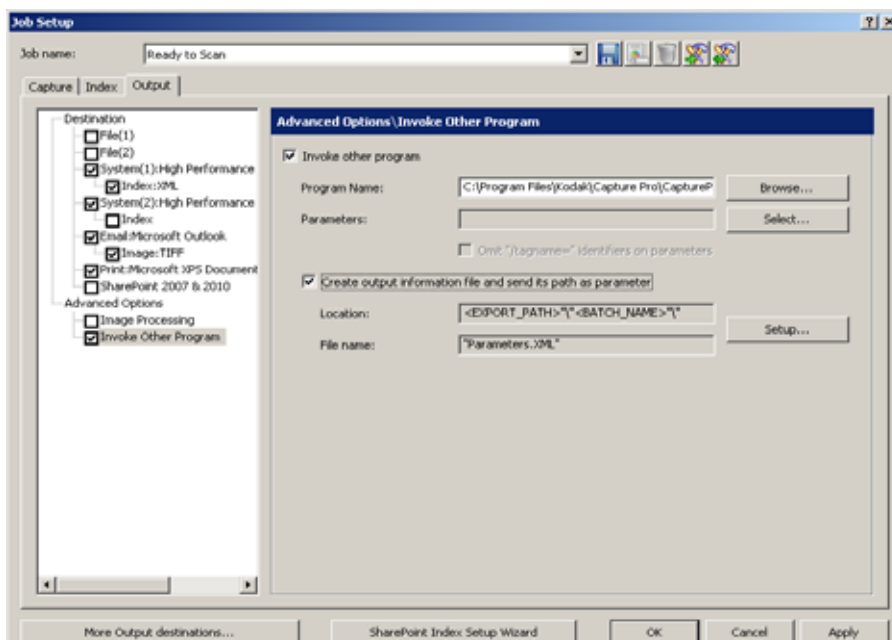 Job Setup
Job name: Ready to Scan
Capture Index Output
Destination
File(1)
File(2)
System(1):High Performance
Index:XML
System(2):High Performance
Index
Email:Microsoft Outlook
Image:TIFF
Print:Microsoft XPS Document
SharePoint 2007 & 2010
Advanced Options
Image Processing
Invoke Other Program
Advanced Options\Invoke Other Program
Invoke other program
Program Name: C:\Program Files\Kodak\Capture Pro\CaptureP Browse...
Parameters: Select...
Omit "/tagname=" identifiers on parameters
Create output information file and send its path as parameter
Location: <EXPORT_PATH>"\"<BATCH_NAME>"\"
Setup...
File name: "Parameters.XML"
More Output destinations... SharePoint Index Setup Wizard OK Cancel Apply